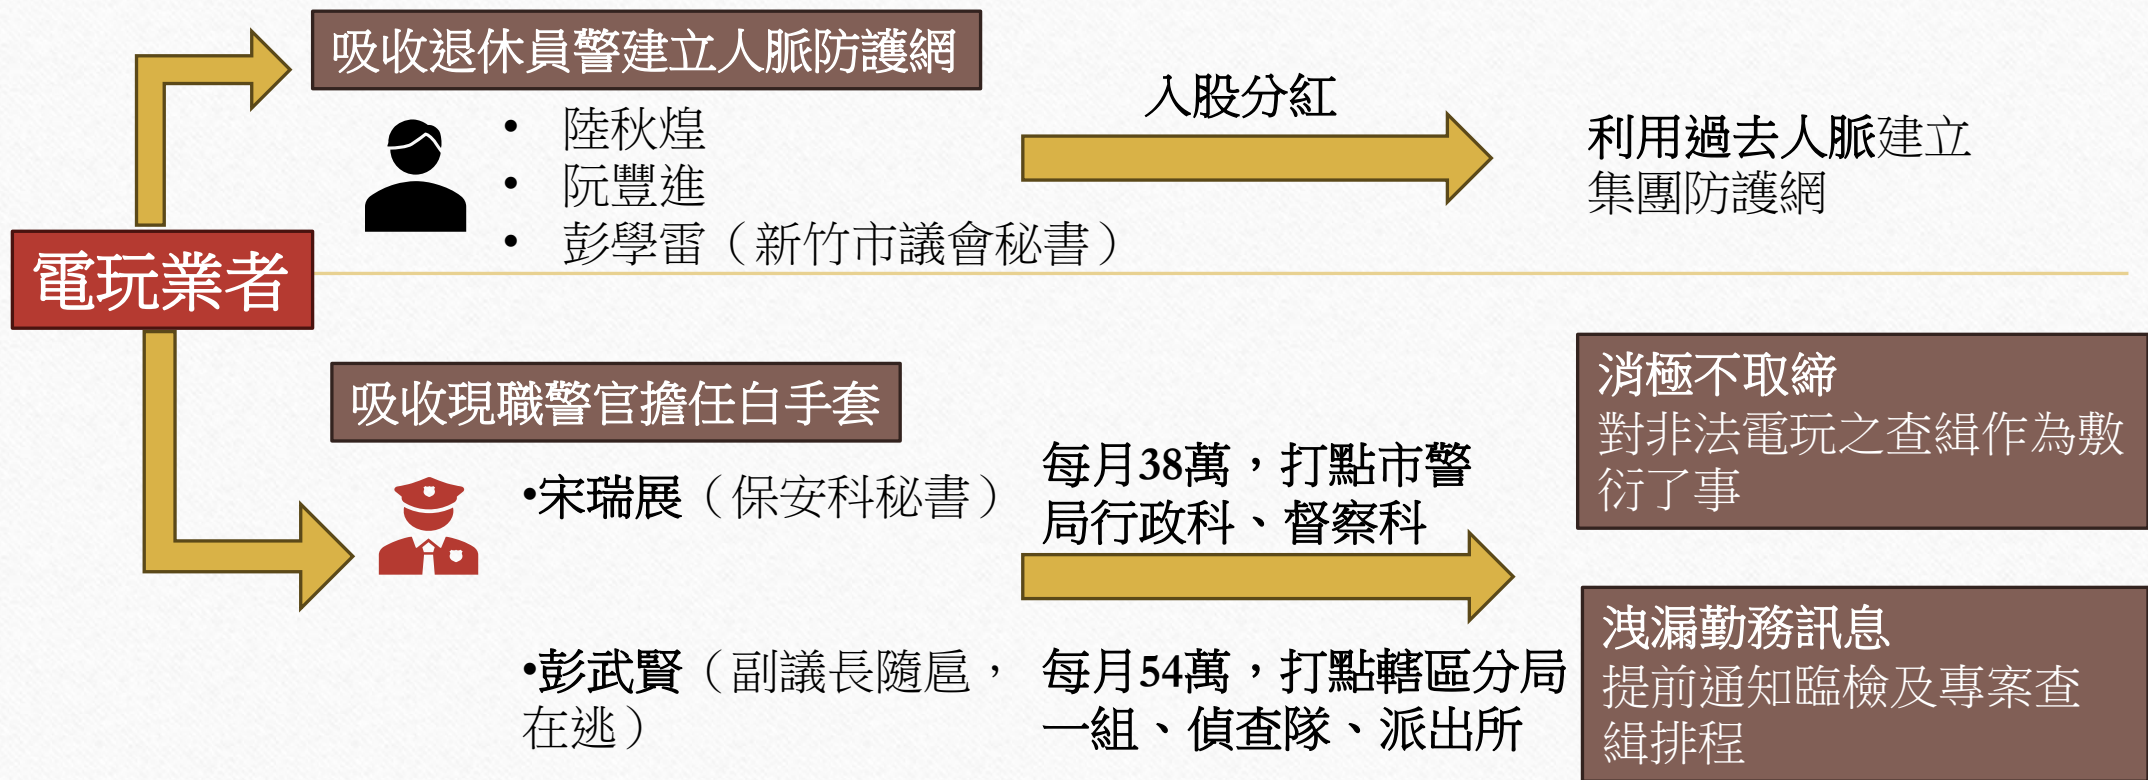 吸收退休員警建立人脈防護網
• 陸秋煌
• 阮豐進
• 彭學雷（新竹市議會秘書）
入股分紅
利用過去人脈建立
集團防護網
電玩業者
吸收現職警官擔任白手套
•宋瑞展（保安科秘書）
每月38萬，打點市警
局行政科、督察科
•彭武賢（副議長隨扈，
在逃）
每月54萬，打點轄區分局
一組、偵查隊、派出所
消極不取締
對非法電玩之查緝作為敷
衍了事
洩漏勤務訊息
提前通知臨檢及專案查
緝排程